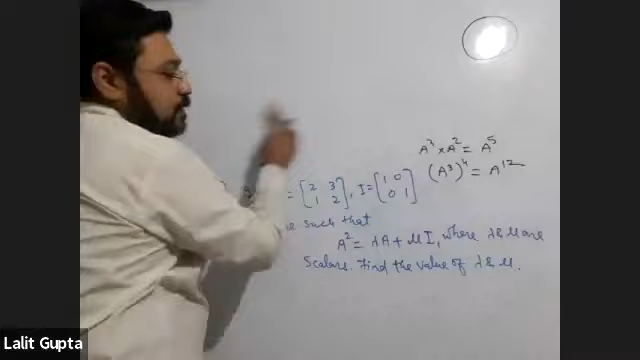 A³ × A² = A⁵
(A³)⁴ = A¹²
= [2 3
1 2], I = [1 0
0 1]
such that
A² = λA + μI, where λ & μ are
Scalars. Find the value of λ & μ.
Lalit Gupta